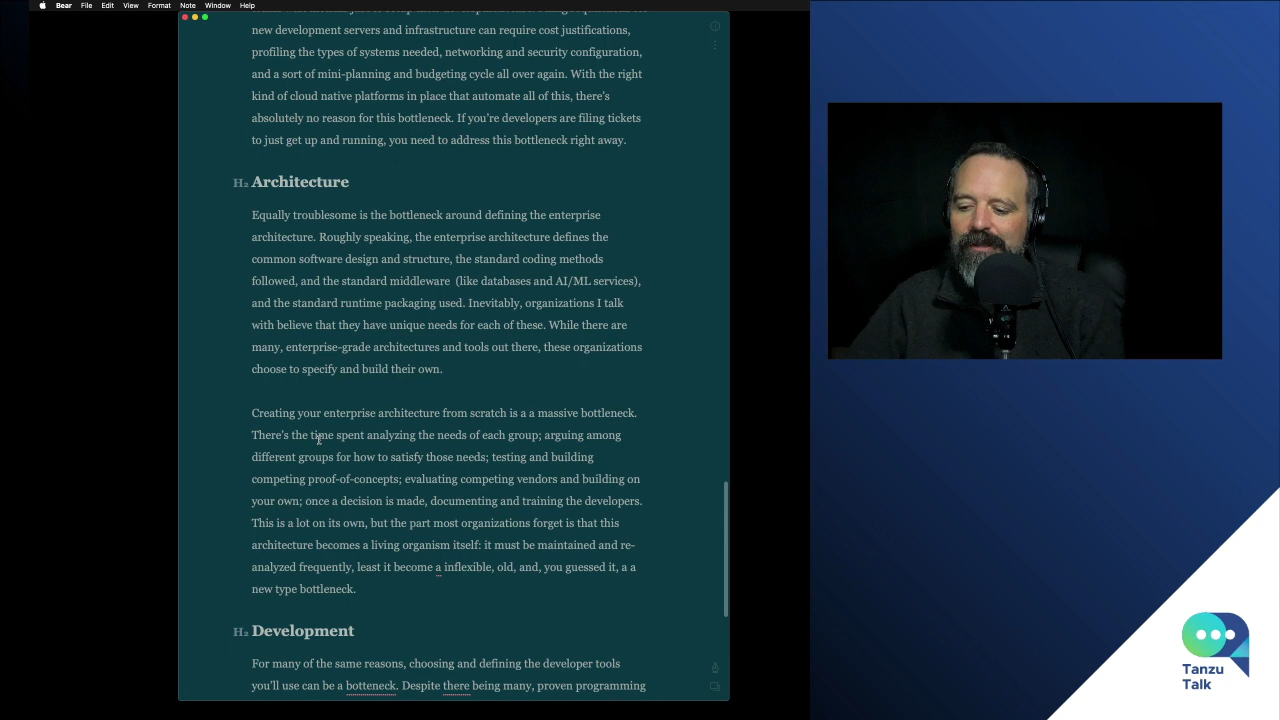 Bear File Edit View Format Note Window Help
new development servers and infrastructure can require cost justifications,
profiling the types of systems needed, networking and security configuration,
and a sort of mini-planning and budgeting cycle all over again. With the right
kind of cloud native platforms in place that automate all of this, there's
absolutely no reason for this bottleneck. If you're developers are filing tickets
to just get up and running, you need to address this bottleneck right away.
H2 Architecture
Equally troublesome is the bottleneck around defining the enterprise
architecture. Roughly speaking, the enterprise architecture defines the
common software design and structure, the standard coding methods
followed, and the standard middleware (like databases and AI/ML services),
and the standard runtime packaging used. Inevitably, organizations I talk
with believe that they have unique needs for each of these. While there are
many, enterprise-grade architectures and tools out there, these organizations
choose to specify and build their own.
Creating your enterprise architecture from scratch is a a massive bottleneck.
There's the time spent analyzing the needs of each group; arguing among
different groups for how to satisfy those needs; testing and building
competing proof-of-concepts; evaluating competing vendors and building on
your own; once a decision is made, documenting and training the developers.
This is a lot on its own, but the part most organizations forget is that this
architecture becomes a living organism itself: it must be maintained and re-
analyzed frequently, least it become a inflexible, old, and, you guessed it, a a
new type bottleneck.
H2 Development
For many of the same reasons, choosing and defining the developer tools
you'll use can be a botteneck. Despite there being many, proven programming
Tanzu
Talk